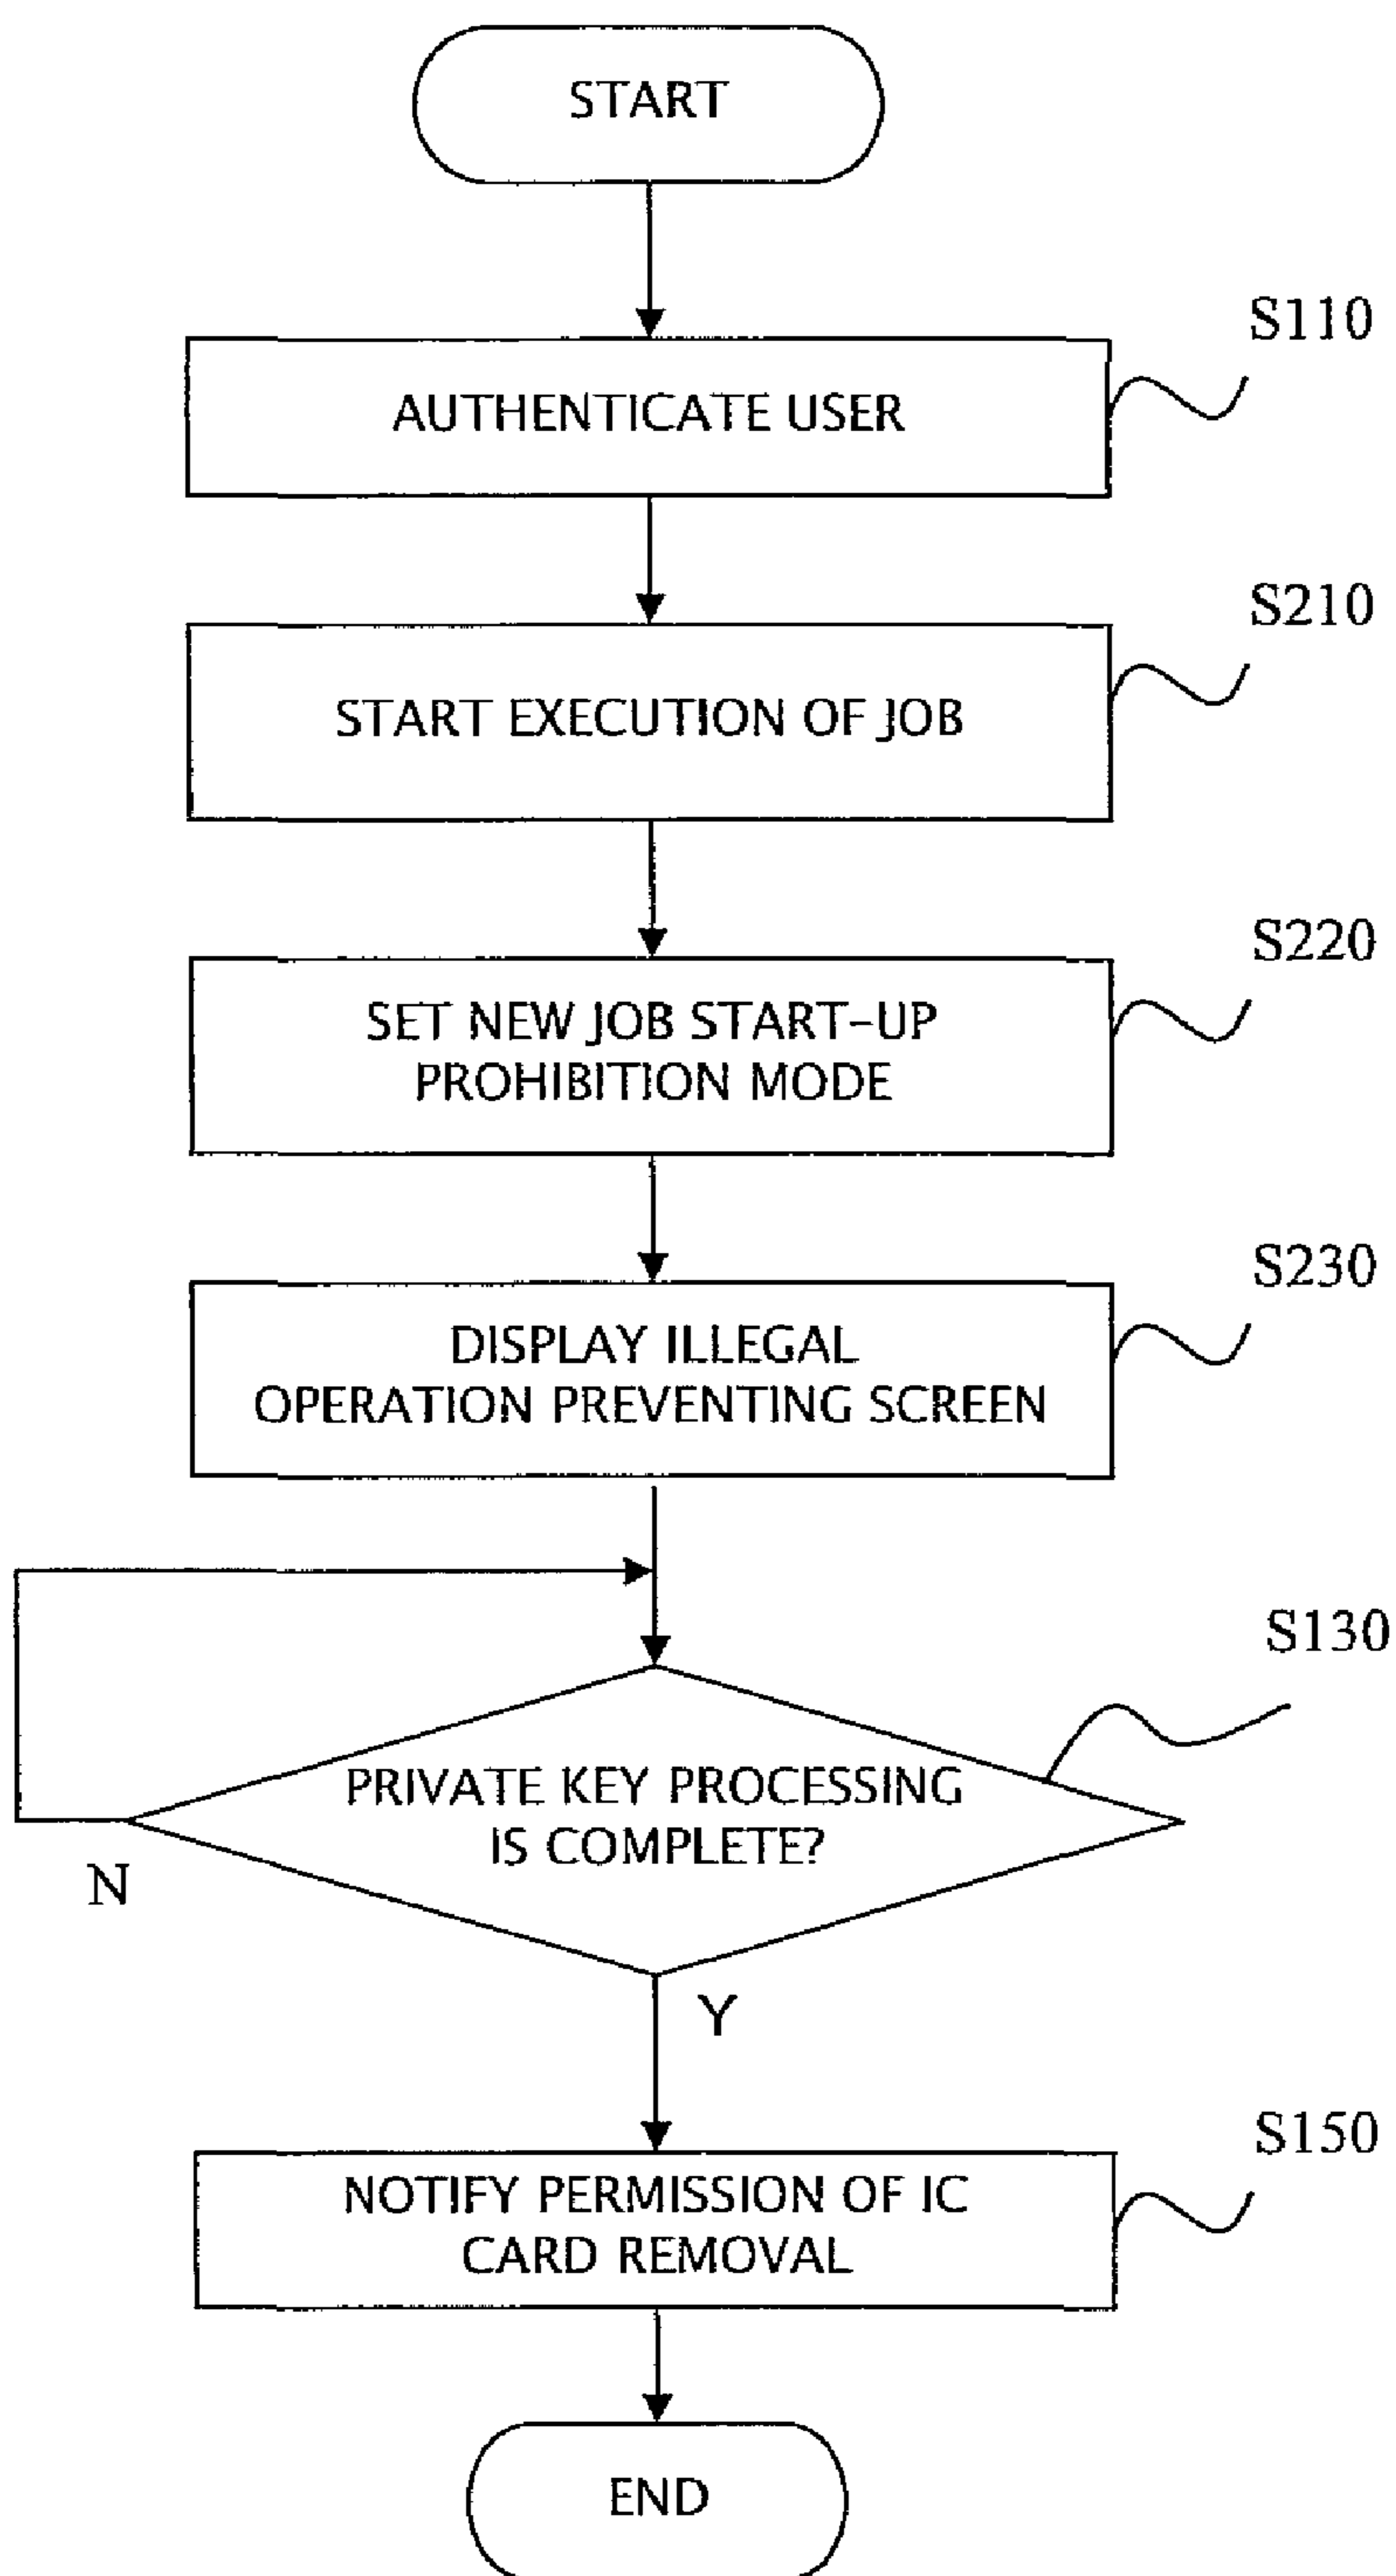 START
S110
AUTHENTICATE USER
S210
START EXECUTION OF JOB
S220
SET NEW JOB START-UP
PROHIBITION MODE
S230
DISPLAY ILLEGAL
OPERATION PREVENTING SCREEN
S130
PRIVATE KEY PROCESSING
IS COMPLETE?
N
Y
S150
NOTIFY PERMISSION OF IC
CARD REMOVAL
END